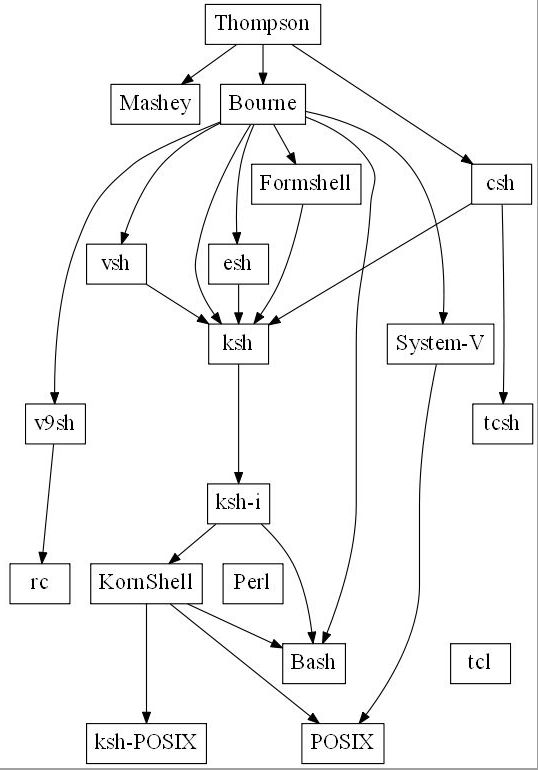 Thompson
Mashey
Bourne
Formshell
csh
vsh
esh
ksh
System-V
v9sh
tcsh
ksh-i
rc
KornShell
Perl
Bash
tcl
ksh-POSIX
POSIX